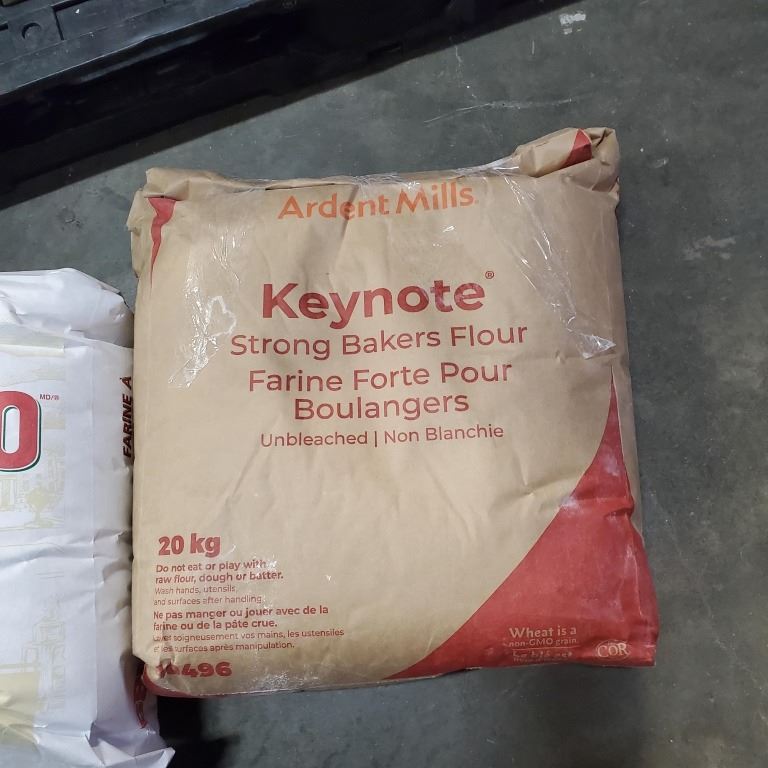 Ardent Mills
Keynote®
Strong Bakers Flour
Farine Forte Pour
Boulangers
Unbleached | Non Blanchie
20 kg
Do not eat or play with
raw flour, dough or batter.
Wash hands, utensils,
and surfaces after handling.
Ne pas manger ou jouer avec de la
farine ou de la pâte crue.
soigneusement vos mains, les ustensiles
et les surfaces après manipulation.
496
Wheat is a
non-GMO grain.
COR
0 MD/®
FARINE À